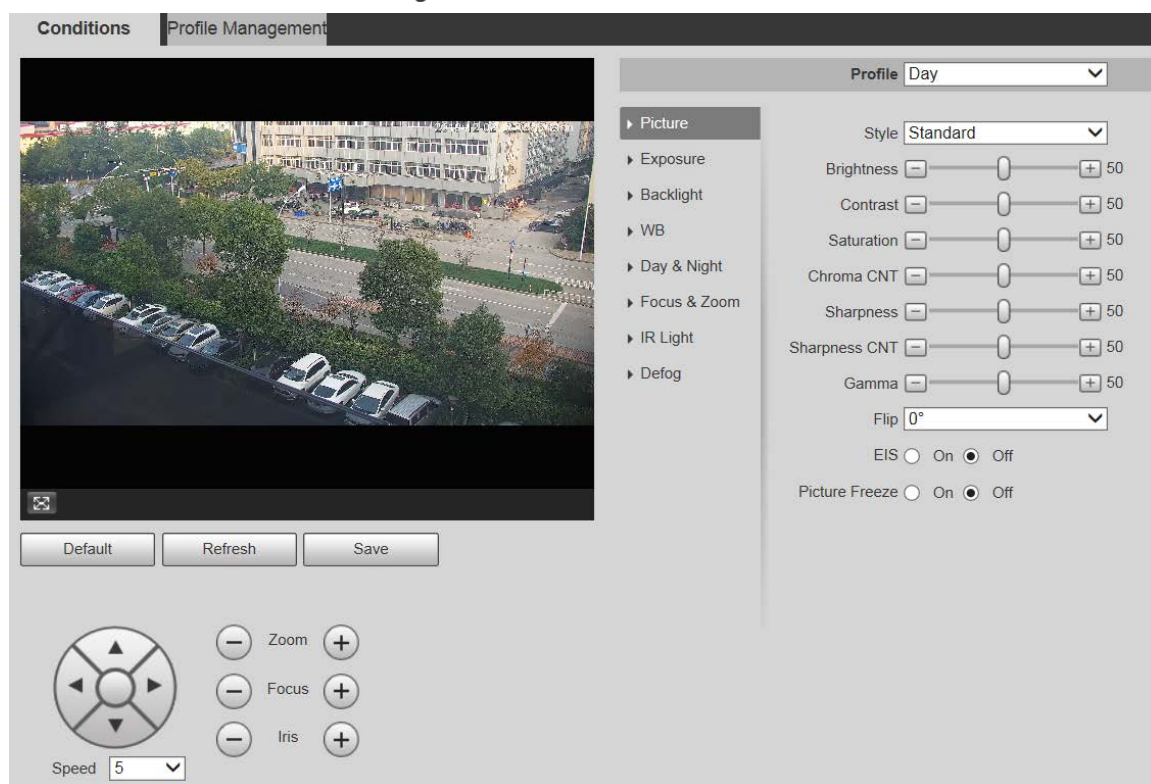 Conditions Profile Management
Profile Day
Picture
Exposure
Backlight
WB
Day & Night
Focus & Zoom
IR Light
Defog
Style Standard
Brightness 50
Contrast 50
Saturation 50
Chroma CNT 50
Sharpness 50
Sharpness CNT 50
Gamma 50
Flip 0°
EIS On Off
Picture Freeze On Off
Default Refresh Save
Zoom
Focus
Iris
Speed 5